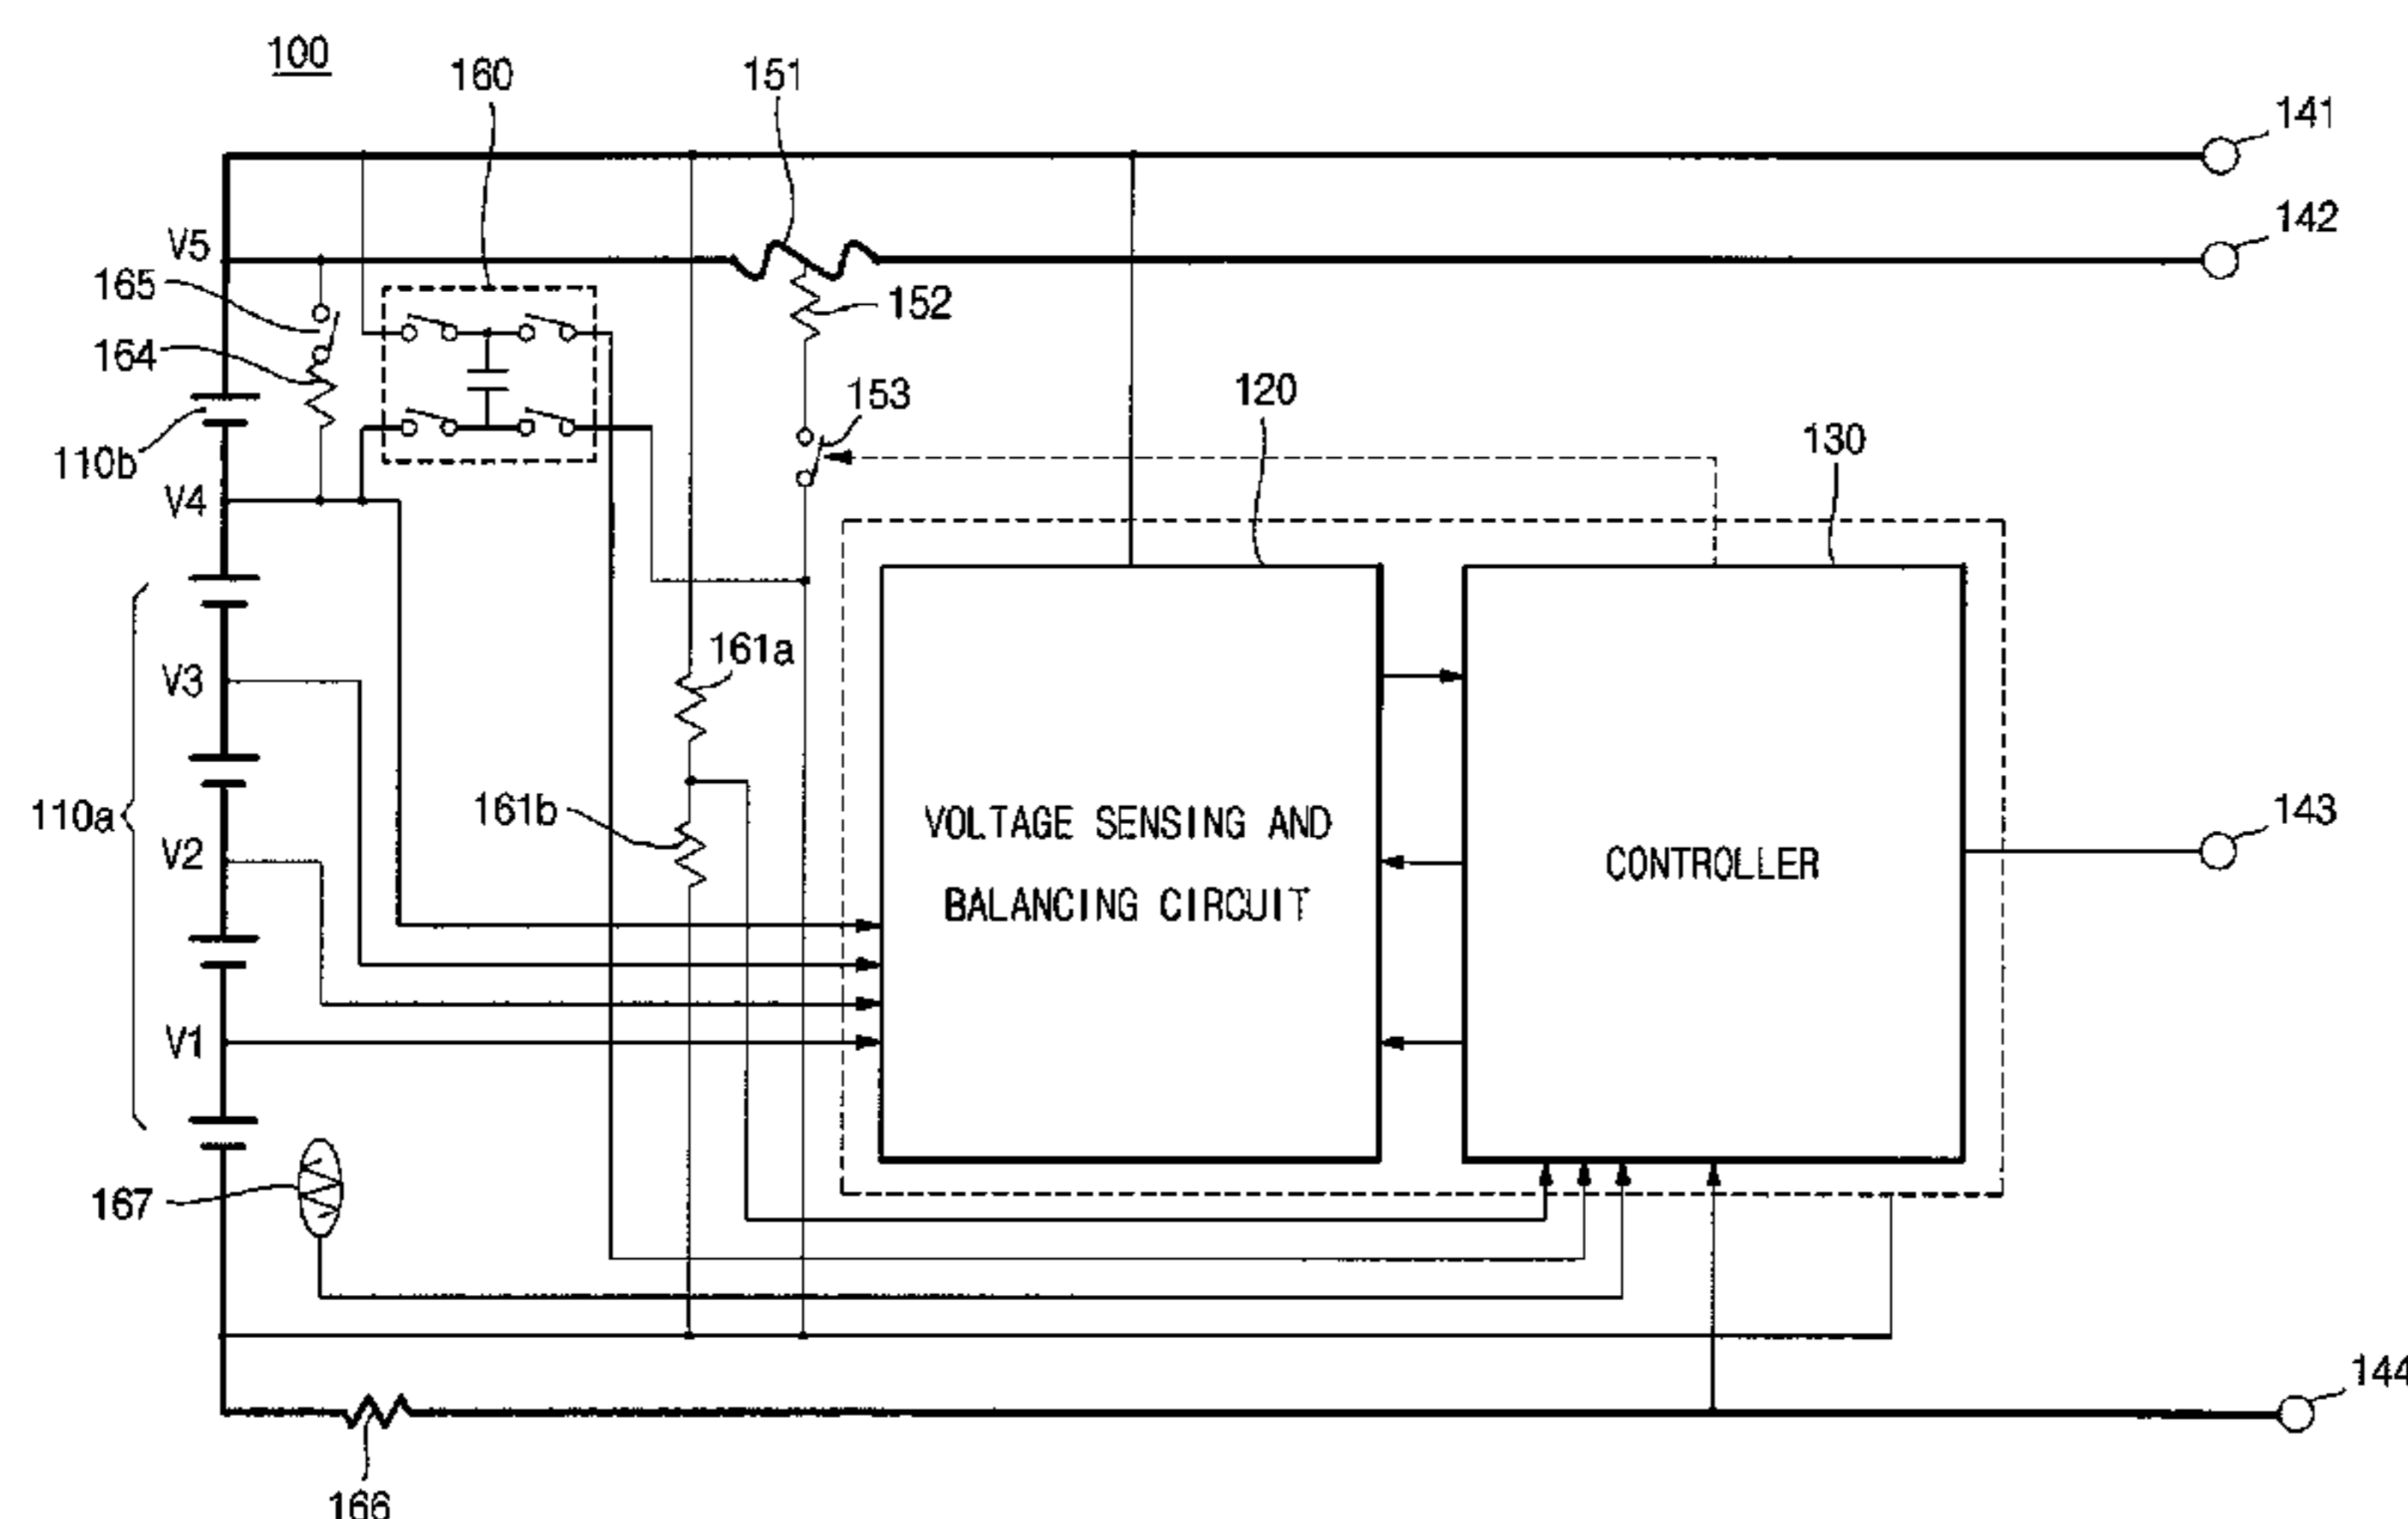 100
160
151
141
V5
142
165
152
164
153
120
110b
130
V4
161a
V3
161b
VOLTAGE SENSING AND
BALANCING CIRCUIT
CONTROLLER
143
110a
V2
V1
167
144
166